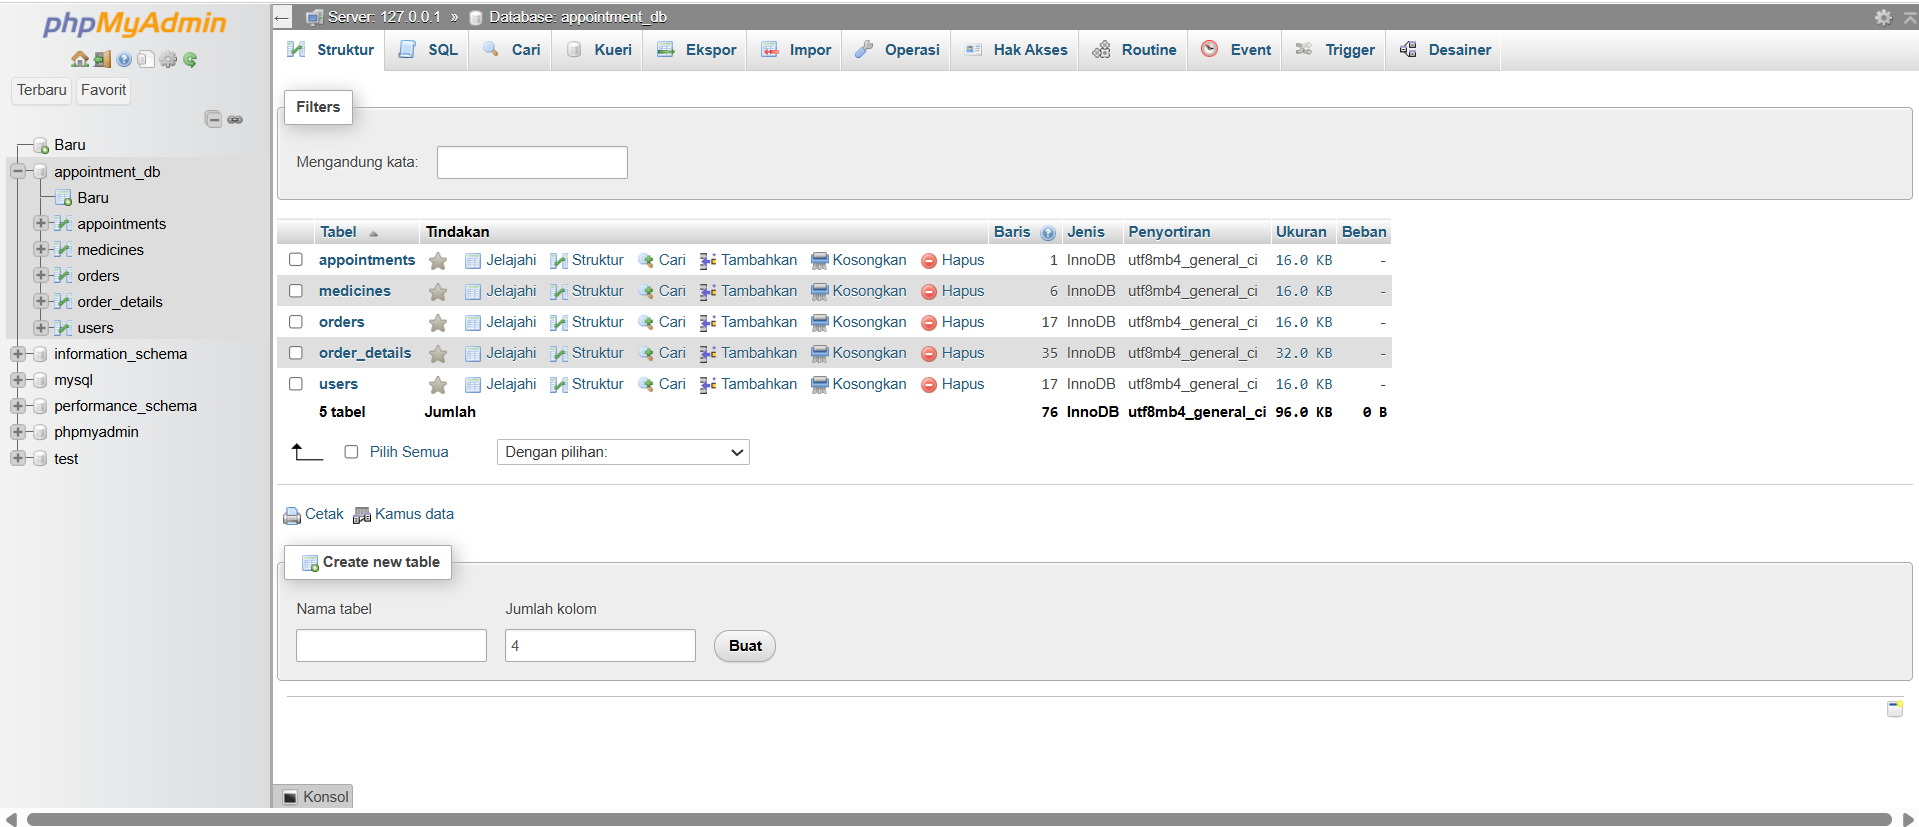 phpMyAdmin
Terbaru Favorit
Baru
appointment_db
Baru
appointments
medicines
orders
order_details
users
information_schema
mysql
performance_schema
phpmyadmin
test
Server: 127.0.0.1 » Database: appointment_db
Struktur SQL Cari Kueri Ekspor Impor Operasi Hak Akses Routine Event Trigger Desainer
Filters
Mengandung kata:
Tabel Tindakan Baris Jenis Penyortiran Ukuran Beban
appointments Jelajahi Struktur Cari Tambahkan Kosongkan Hapus 1 InnoDB utf8mb4_general_ci 16.0 KB -
medicines Jelajahi Struktur Cari Tambahkan Kosongkan Hapus 6 InnoDB utf8mb4_general_ci 16.0 KB -
orders Jelajahi Struktur Cari Tambahkan Kosongkan Hapus 17 InnoDB utf8mb4_general_ci 16.0 KB -
order_details Jelajahi Struktur Cari Tambahkan Kosongkan Hapus 35 InnoDB utf8mb4_general_ci 32.0 KB -
users Jelajahi Struktur Cari Tambahkan Kosongkan Hapus 17 InnoDB utf8mb4_general_ci 16.0 KB -
5 tabel Jumlah 76 InnoDB utf8mb4_general_ci 96.0 KB 0 B
Pilih Semua Dengan pilihan:
Cetak Kamus data
Create new table
Nama tabel Jumlah kolom
4 Buat
Konsol